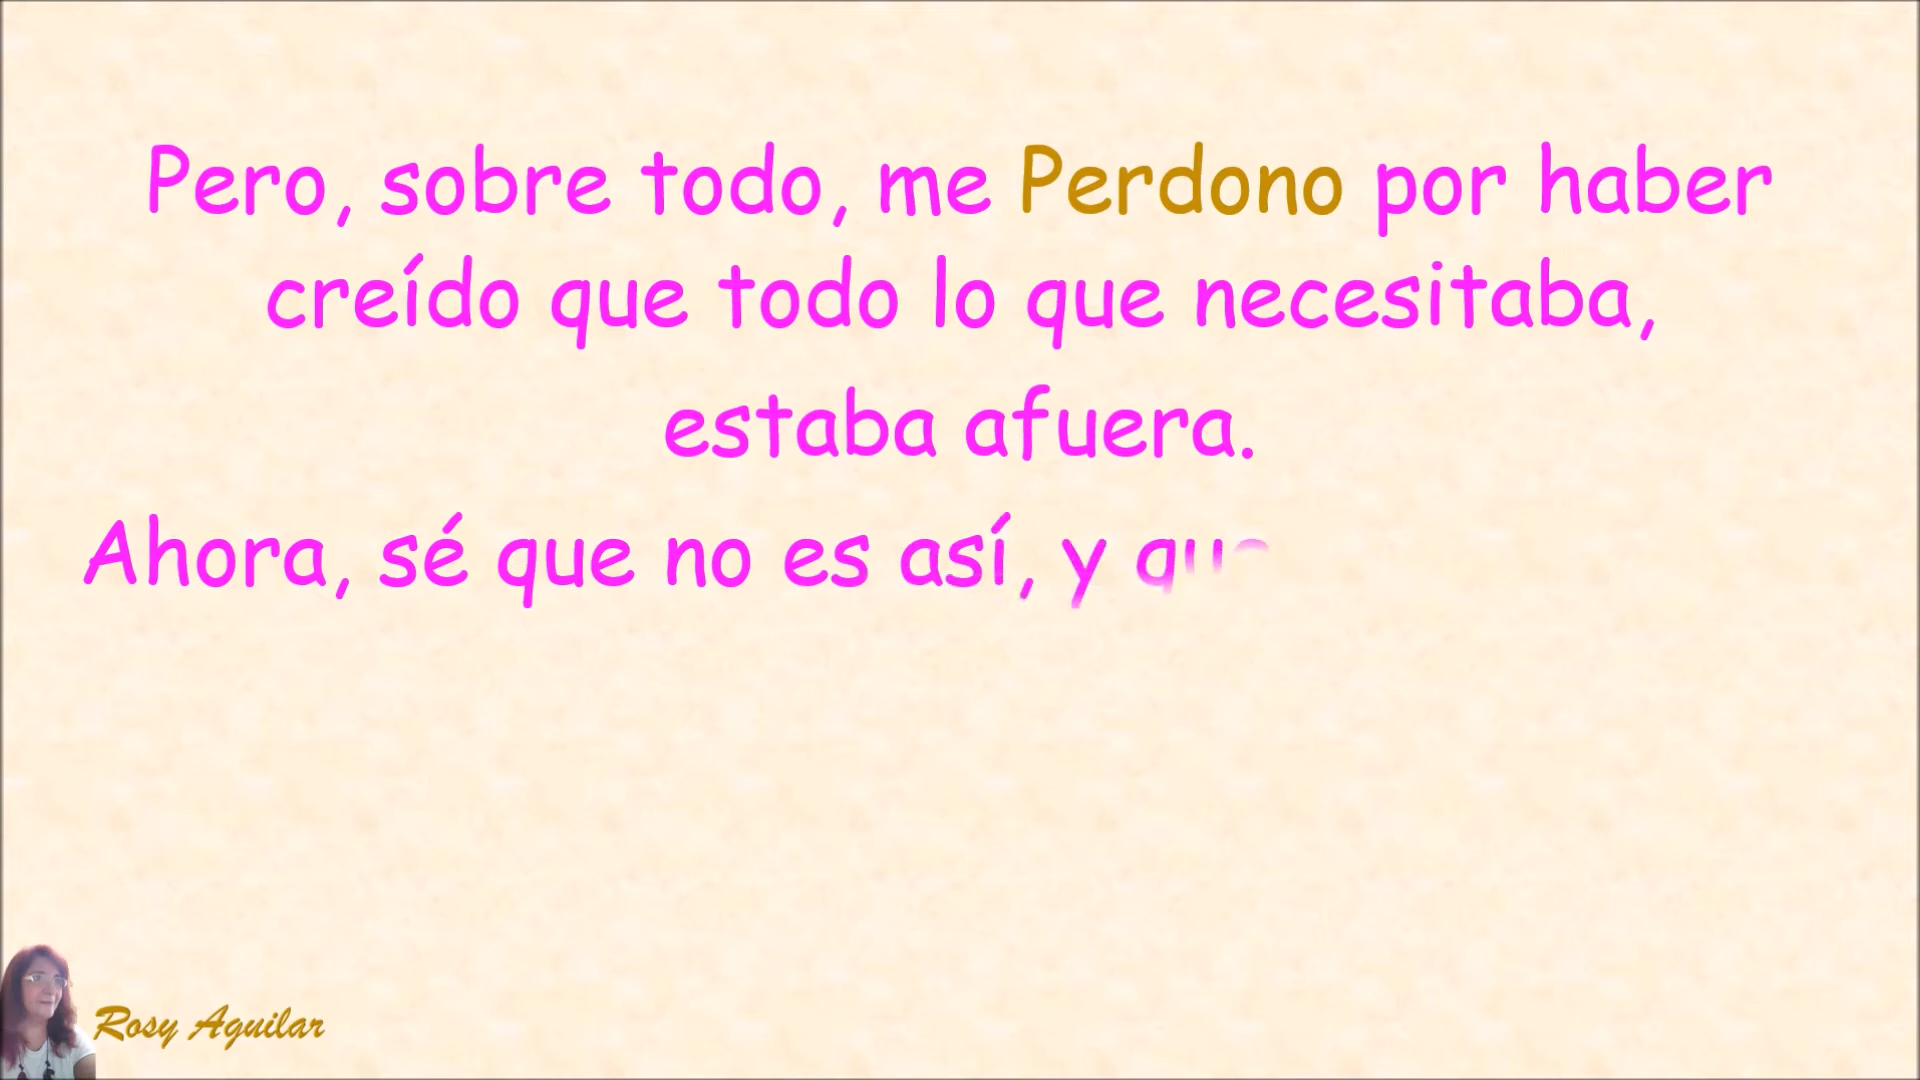 Pero, sobre todo, me Perdono por haber
creído que todo lo que necesitaba,
estaba afuera.
Ahora, sé que no es así, y que
Rosy Aguilar